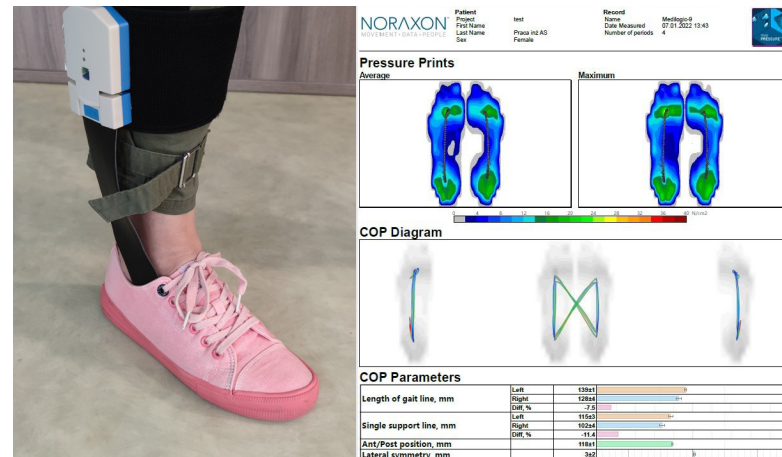 NORAXON
MOVEMENT • DATA • PEOPLE
Patient
Project test
First Name
Last Name Praca inż AS
Sex Female
Record
Name Medilogic-9
Date Measured 07.01.2022 13:43
Number of periods 4
PRESSURE
Pressure Prints
Average
Maximum
0 4 8 12 16 20 24 28 32 36 40 N/cm2
COP Diagram
COP Parameters
Length of gait line, mm
Left 139±1
Right 128±4
Diff, % -7.5
Single support line, mm
Left 115±3
Right 102±4
Diff, % -11.4
Ant/Post position, mm 118±1
Lateral symmetry, mm 3±2